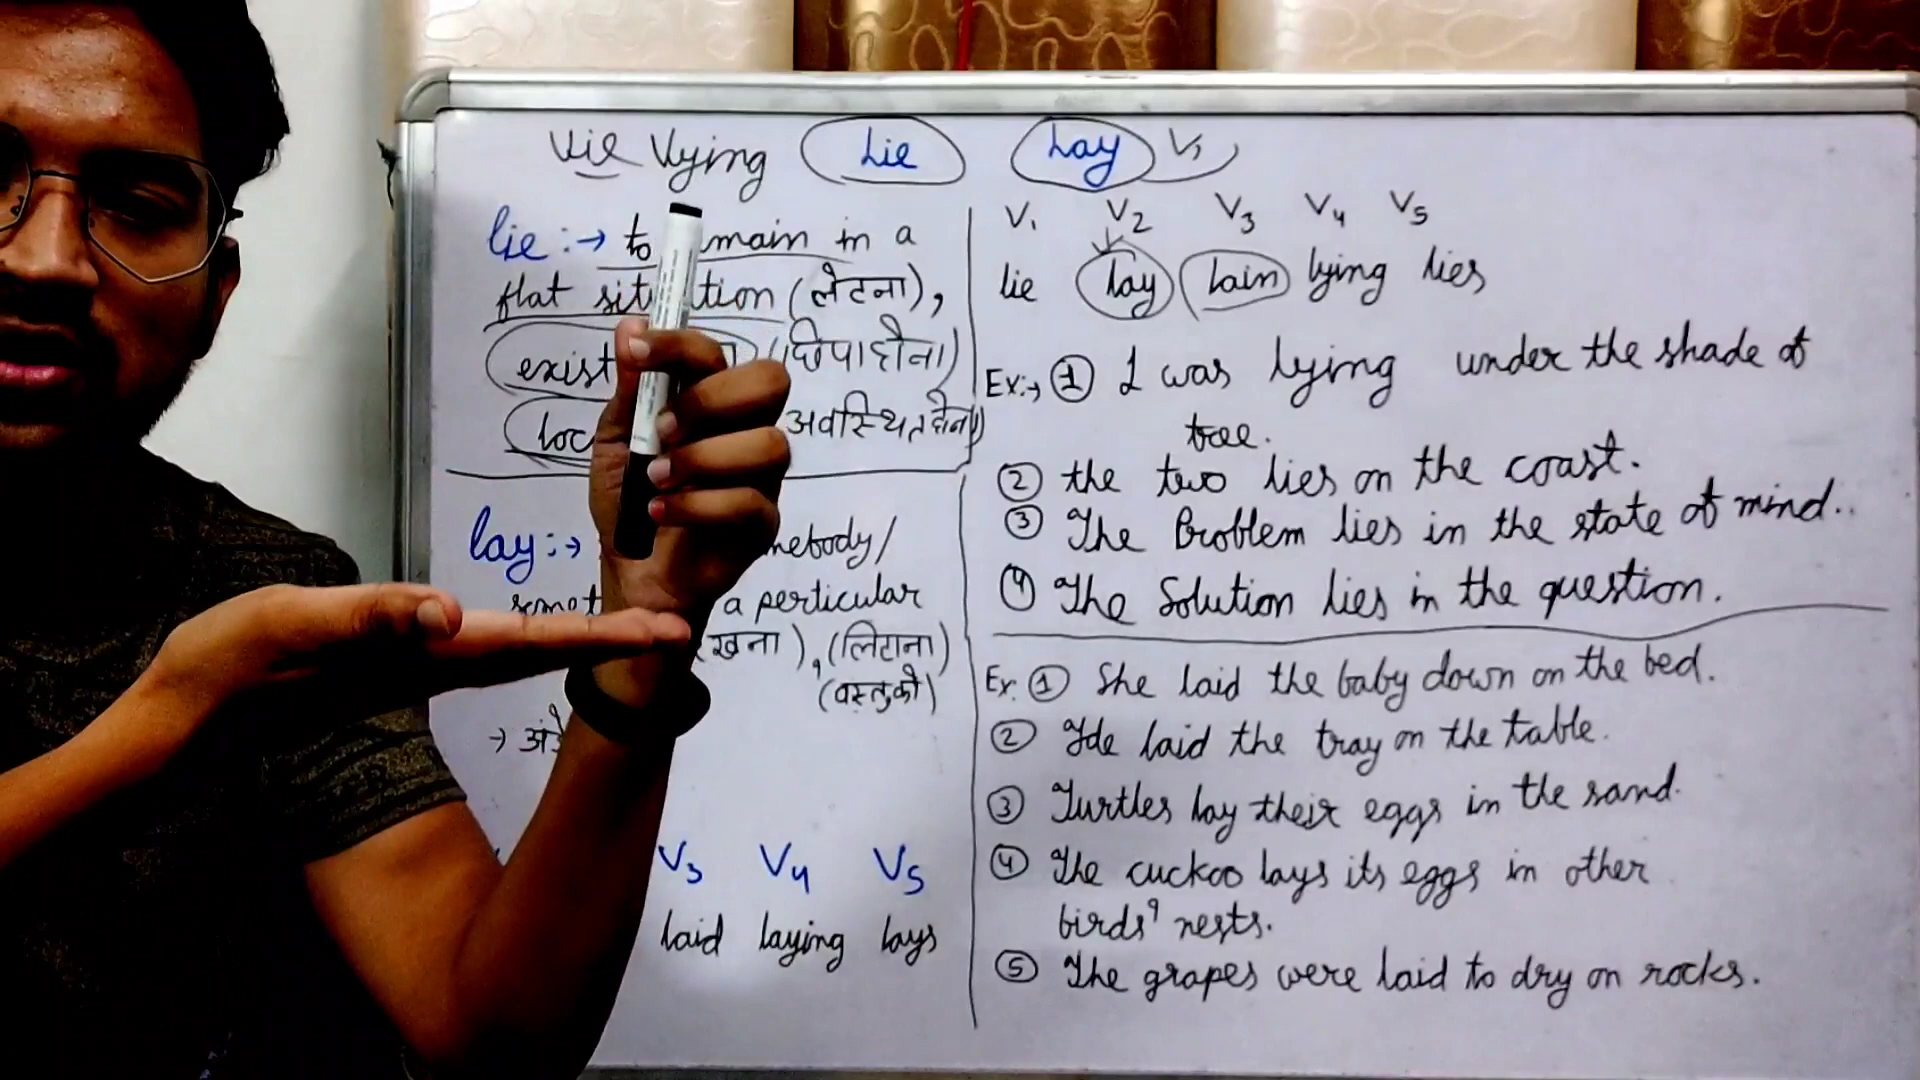 Vie Vying Lie Lay V₁
lie :→ to main in a
flat sit tion (लेटना),
exist (छिपा होना)
loc अवस्थित होना)
lay :→ mebody/
somet a perticular
रखना), (लिटाना)
(वस्तु को)
→ अं
V₃ V₄ V₅
laid laying lays
V₁ V₂ V₃ V₄ V₅
lie lay lain lying lies
Ex:→ ① I was lying under the shade of
tree.
② the two lies on the coast.
③ The Problem lies in the state of mind..
④ The Solution lies in the question.
Ex. ① She laid the baby down on the bed.
② He laid the tray on the table.
③ Turtles lay their eggs in the sand.
④ The cuckoo lays its eggs in other
birds' nests.
⑤ The grapes were laid to dry on rocks.